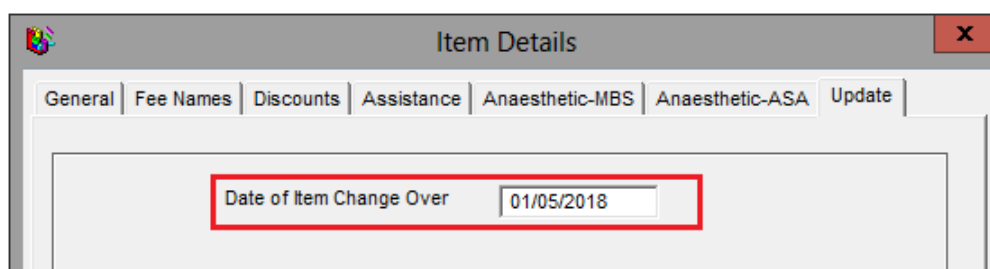 Item Details
x
General Fee Names Discounts Assistance Anaesthetic-MBS Anaesthetic-ASA Update
Date of Item Change Over 01/05/2018